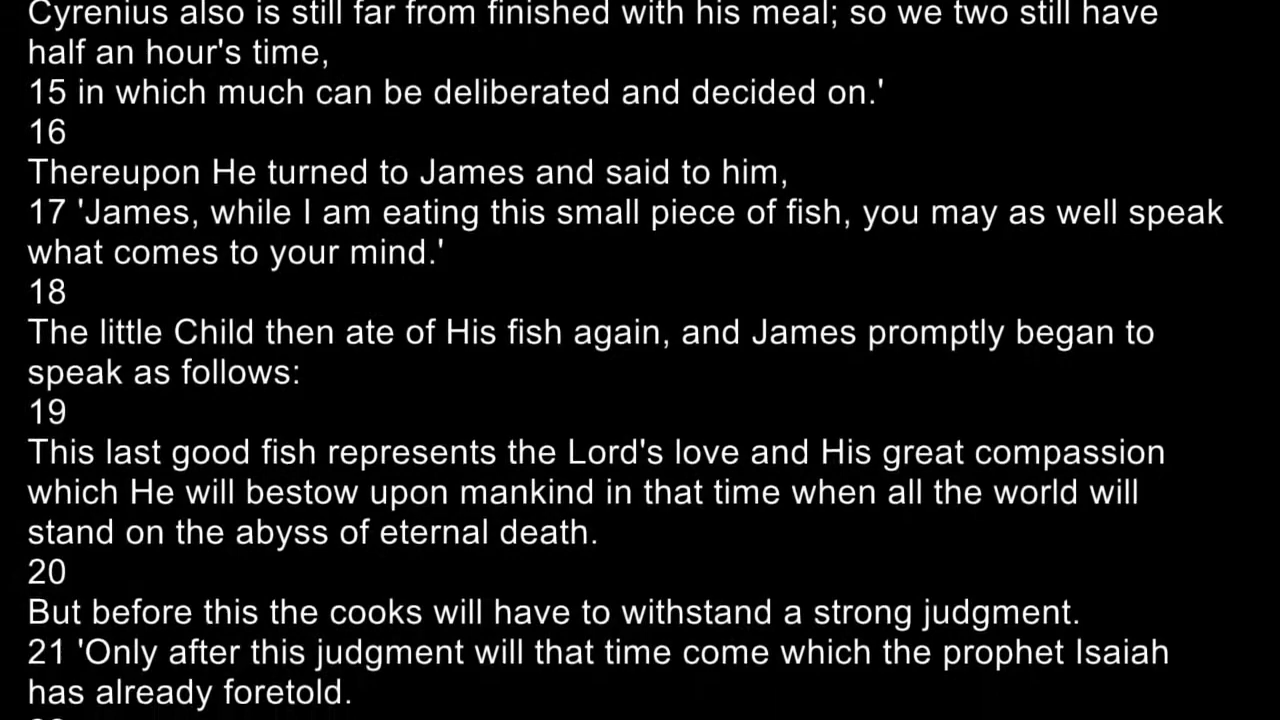 Cyrenius also is still far from finished with his meal; so we two still have
half an hour's time,
15 in which much can be deliberated and decided on.'
16
Thereupon He turned to James and said to him,
17 'James, while I am eating this small piece of fish, you may as well speak
what comes to your mind.'
18
The little Child then ate of His fish again, and James promptly began to
speak as follows:
19
This last good fish represents the Lord's love and His great compassion
which He will bestow upon mankind in that time when all the world will
stand on the abyss of eternal death.
20
But before this the cooks will have to withstand a strong judgment.
21 'Only after this judgment will that time come which the prophet Isaiah
has already foretold.